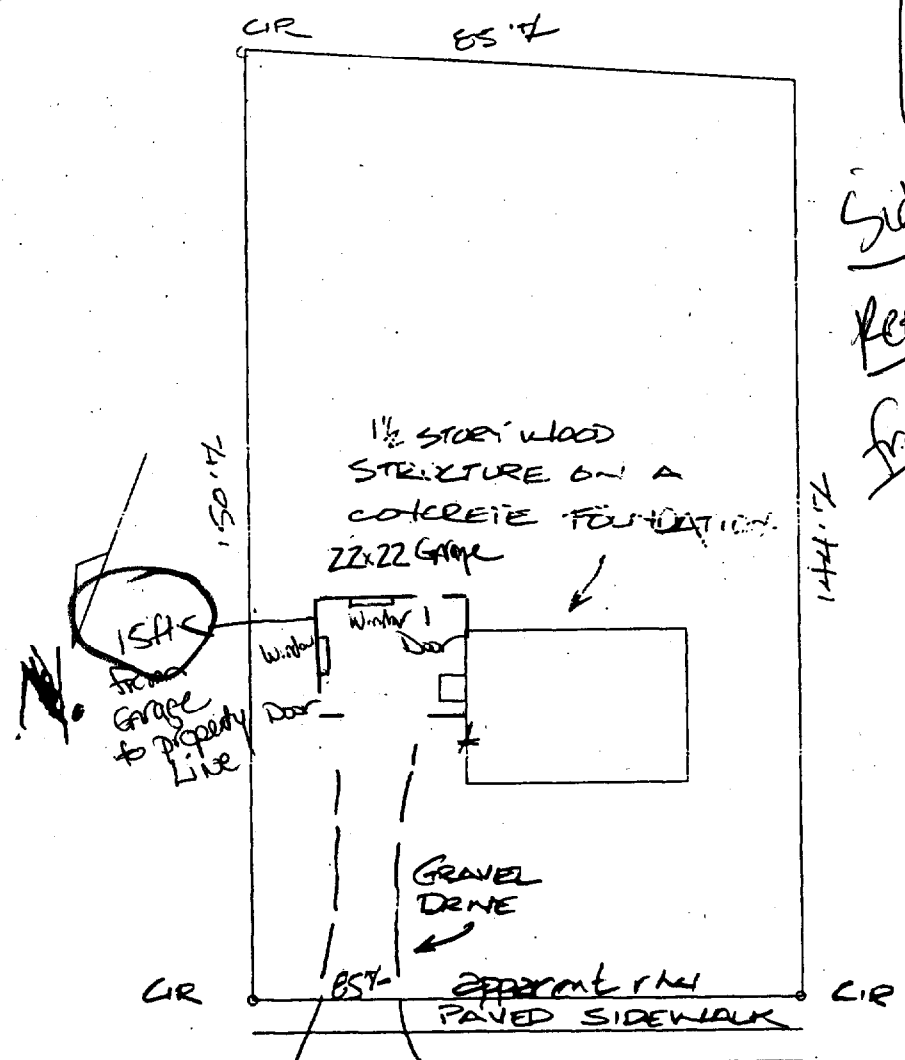 CIR
85'±
150'±
144'±
1½ STORY WOOD
STRUCTURE ON A
CONCRETE FOUNDATION
22x22 Garage
Window
Window
Door
Door
15ft
from
Garage
to property
Line
N.
GRAVEL
DRIVE
CIR
85'±
apparent r/w
CIR
PAVED SIDEWALK